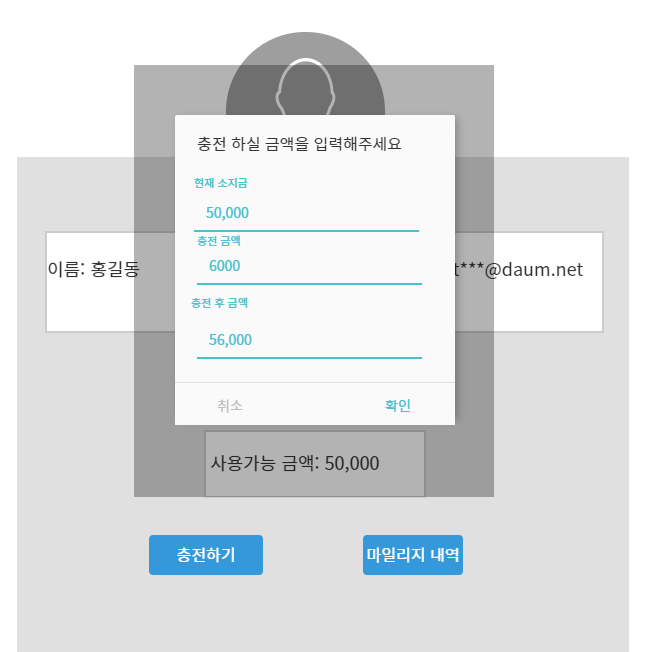 충전 하실 금액을 입력해주세요
현재 소지금
50,000
충전 금액
6000
충전 후 금액
56,000
취소 확인
이름: 홍길동
t***@daum.net
사용가능 금액: 50,000
충전하기
마일리지 내역